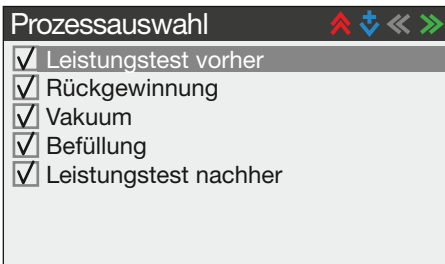 Prozessauswahl
Leistungstest vorher
Rückgewinnung
Vakuum
Befüllung
Leistungstest nachher